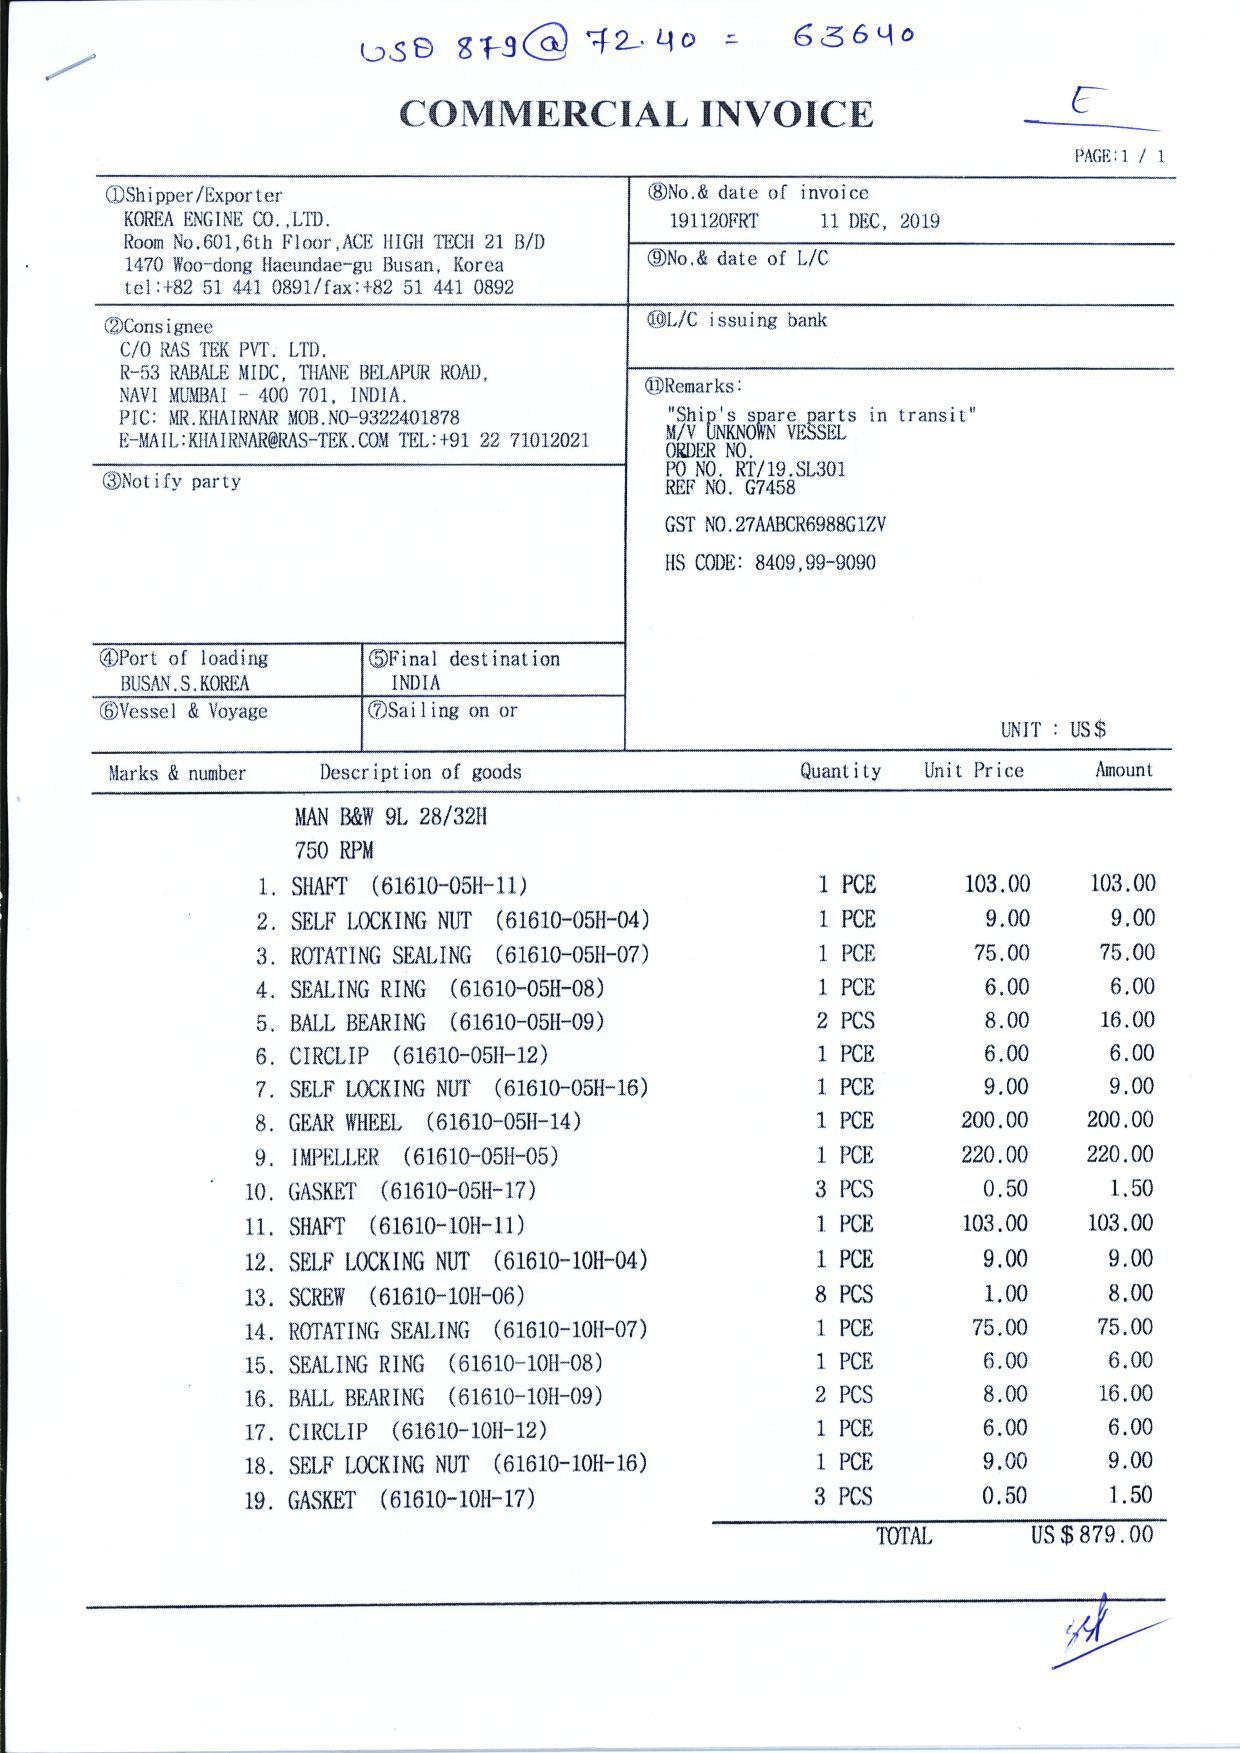 USD 879 @ 72.40 = 63640
COMMERCIAL INVOICE
E
PAGE:1 / 1
①Shipper/Exporter
KOREA ENGINE CO.,LTD.
Room No.601,6th Floor,ACE HIGH TECH 21 B/D
1470 Woo-dong Haeundae-gu Busan, Korea
tel:+82 51 441 0891/fax:+82 51 441 0892
⑧No.& date of invoice
191120FRT 11 DEC, 2019
⑨No.& date of L/C
②Consignee
C/O RAS TEK PVT. LTD.
R-53 RABALE MIDC, THANE BELAPUR ROAD,
NAVI MUMBAI - 400 701, INDIA.
PIC: MR.KHAIRNAR MOB.NO-9322401878
E-MAIL:KHAIRNAR@RAS-TEK.COM TEL:+91 22 71012021
⑩L/C issuing bank
⑪Remarks:
"Ship's spare parts in transit"
M/V UNKNOWN VESSEL
ORDER NO.
PO NO. RT/19.SL301
REF NO. G7458
GST NO.27AABCR6988G1ZV
HS CODE: 8409,99-9090
③Notify party
④Port of loading
BUSAN.S.KOREA
⑤Final destination
INDIA
⑥Vessel & Voyage
⑦Sailing on or
UNIT : US$
Marks & number Description of goods Quantity Unit Price Amount
MAN B&W 9L 28/32H
750 RPM
1. SHAFT (61610-05H-11) 1 PCE 103.00 103.00
2. SELF LOCKING NUT (61610-05H-04) 1 PCE 9.00 9.00
3. ROTATING SEALING (61610-05H-07) 1 PCE 75.00 75.00
4. SEALING RING (61610-05H-08) 1 PCE 6.00 6.00
5. BALL BEARING (61610-05H-09) 2 PCS 8.00 16.00
6. CIRCLIP (61610-05H-12) 1 PCE 6.00 6.00
7. SELF LOCKING NUT (61610-05H-16) 1 PCE 9.00 9.00
8. GEAR WHEEL (61610-05H-14) 1 PCE 200.00 200.00
9. IMPELLER (61610-05H-05) 1 PCE 220.00 220.00
10. GASKET (61610-05H-17) 3 PCS 0.50 1.50
11. SHAFT (61610-10H-11) 1 PCE 103.00 103.00
12. SELF LOCKING NUT (61610-10H-04) 1 PCE 9.00 9.00
13. SCREW (61610-10H-06) 8 PCS 1.00 8.00
14. ROTATING SEALING (61610-10H-07) 1 PCE 75.00 75.00
15. SEALING RING (61610-10H-08) 1 PCE 6.00 6.00
16. BALL BEARING (61610-10H-09) 2 PCS 8.00 16.00
17. CIRCLIP (61610-10H-12) 1 PCE 6.00 6.00
18. SELF LOCKING NUT (61610-10H-16) 1 PCE 9.00 9.00
19. GASKET (61610-10H-17) 3 PCS 0.50 1.50
TOTAL US$879.00